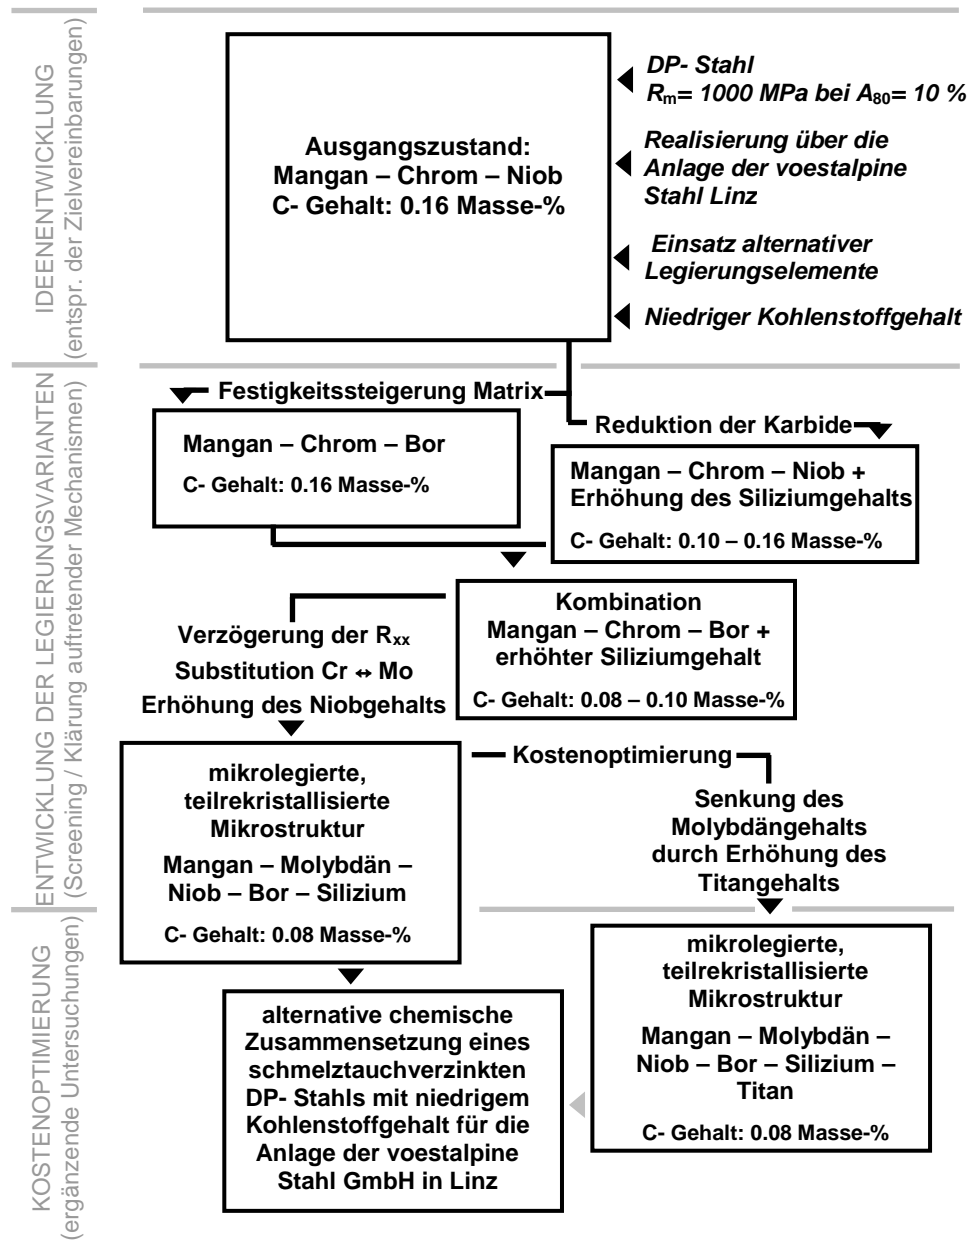 IDEENENTWICKLUNG
(entspr. der Zielvereinbarungen)
Ausgangszustand:
Mangan – Chrom – Niob
C- Gehalt: 0.16 Masse-%
DP- Stahl
Rm= 1000 MPa bei A80= 10 %
Realisierung über die
Anlage der voestalpine
Stahl Linz
Einsatz alternativer
Legierungselemente
Niedriger Kohlenstoffgehalt
ENTWICKLUNG DER LEGIERUNGSVARIANTEN
(Screening / Klärung auftretender Mechanismen)
Festigkeitssteigerung Matrix
Mangan – Chrom – Bor
C- Gehalt: 0.16 Masse-%
Reduktion der Karbide
Mangan – Chrom – Niob +
Erhöhung des Siliziumgehalts
C- Gehalt: 0.10 – 0.16 Masse-%
Kombination
Mangan – Chrom – Bor +
erhöhter Siliziumgehalt
C- Gehalt: 0.08 – 0.10 Masse-%
Verzögerung der Rxx
Substitution Cr ↔ Mo
Erhöhung des Niobgehalts
mikrolegierte,
teilrekristallisierte
Mikrostruktur
Mangan – Molybdän –
Niob – Bor – Silizium
C- Gehalt: 0.08 Masse-%
Kostenoptimierung
Senkung des
Molybdängehalts
durch Erhöhung des
Titangehalts
KOSTENOPTIMIERUNG
(ergänzende Untersuchungen)
mikrolegierte,
teilrekristallisierte
Mikrostruktur
Mangan – Molybdän –
Niob – Bor – Silizium –
Titan
C- Gehalt: 0.08 Masse-%
alternative chemische
Zusammensetzung eines
schmelztauchverzinkten
DP- Stahls mit niedrigem
Kohlenstoffgehalt für die
Anlage der voestalpine
Stahl GmbH in Linz